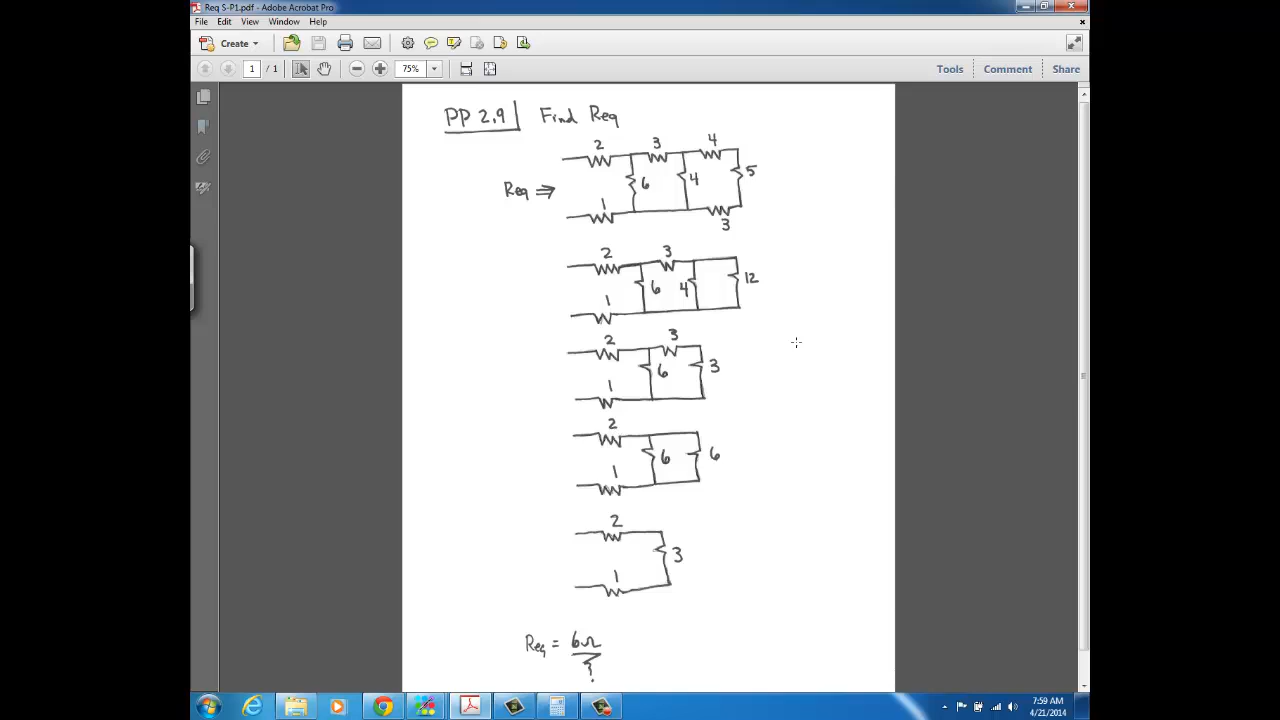 Req S-P1.pdf - Adobe Acrobat Pro
File Edit View Window Help
Create
1 / 1 75% Tools Comment Share
PP 2.9 Find Req
2 3 4
Req ⇒ 6 4 5
1
3
2 3
6 4 12
1
2 3
6 3
1
2
6 6
1
2
3
1
Req = 6Ω
7:59 AM
4/21/2014